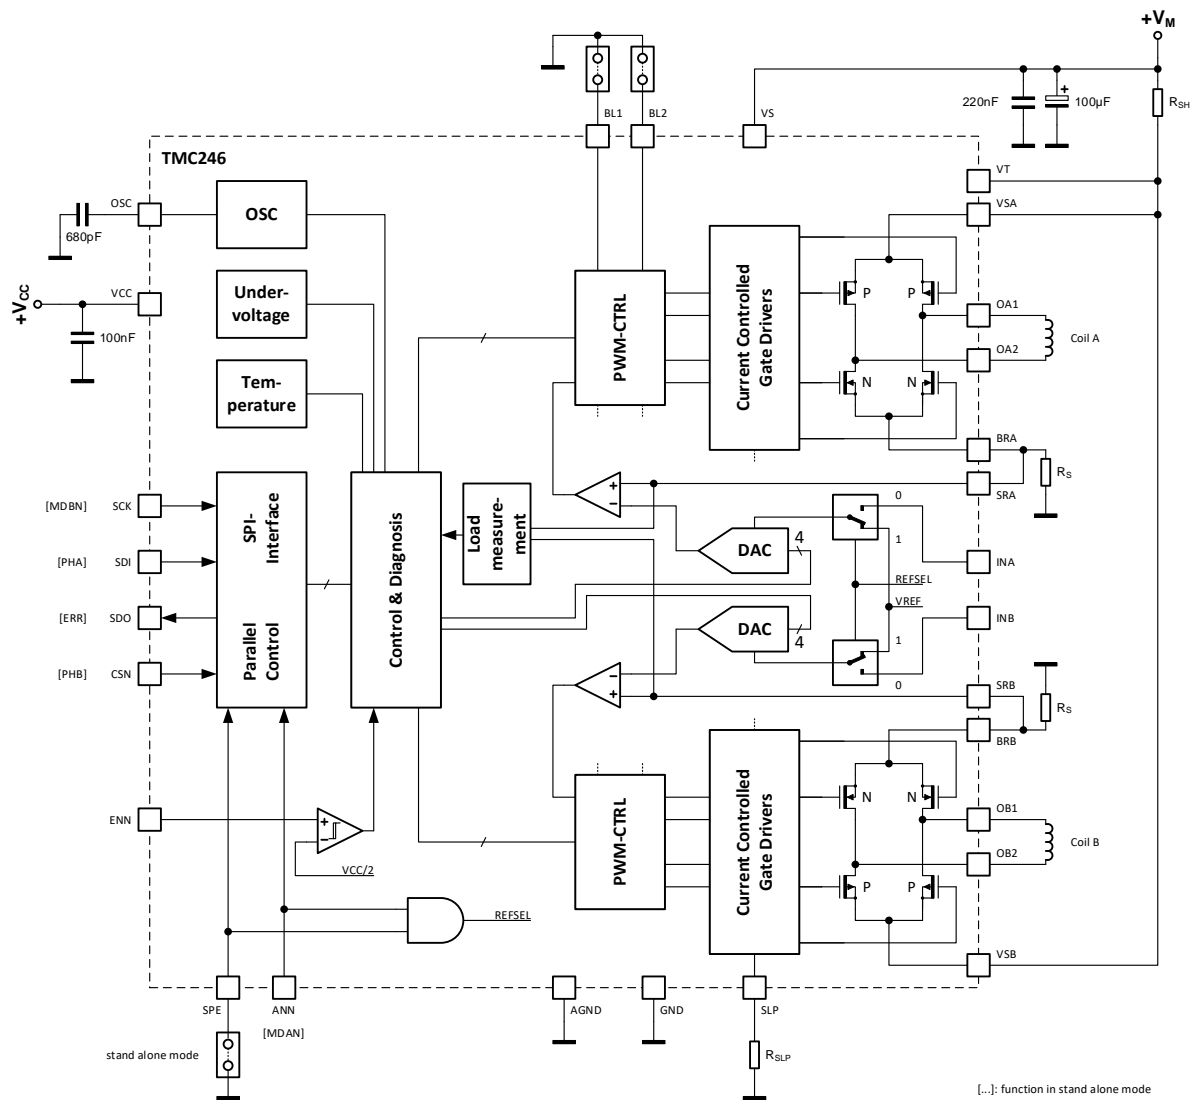 +VM
BL1
BL2
VS
220nF
+
100µF
RSH
TMC246
VT
OSC
680pF
OSC
VSA
+VCC
VCC
100nF
Under-
voltage
Tem-
perature
PWM-CTRL
Current Controlled
Gate Drivers
P
P
N
N
OA1
OA2
Coil A
BRA
SRA
RS
[MDBN]
SCK
[PHA]
SDI
[ERR]
SDO
[PHB]
CSN
SPI-
Interface
Parallel
Control
Control & Diagnosis
Load
measure-
ment
+
−
DAC
4
0
1
INA
REFSEL
VREF
DAC
4
1
0
INB
−
+
SRB
RS
BRB
ENN
+
−
VCC/2
PWM-CTRL
Current Controlled
Gate Drivers
N
N
P
P
OB1
OB2
Coil B
REFSEL
VSB
SPE
ANN
[MDAN]
AGND
GND
SLP
stand alone mode
RSLP
[...]: function in stand alone mode